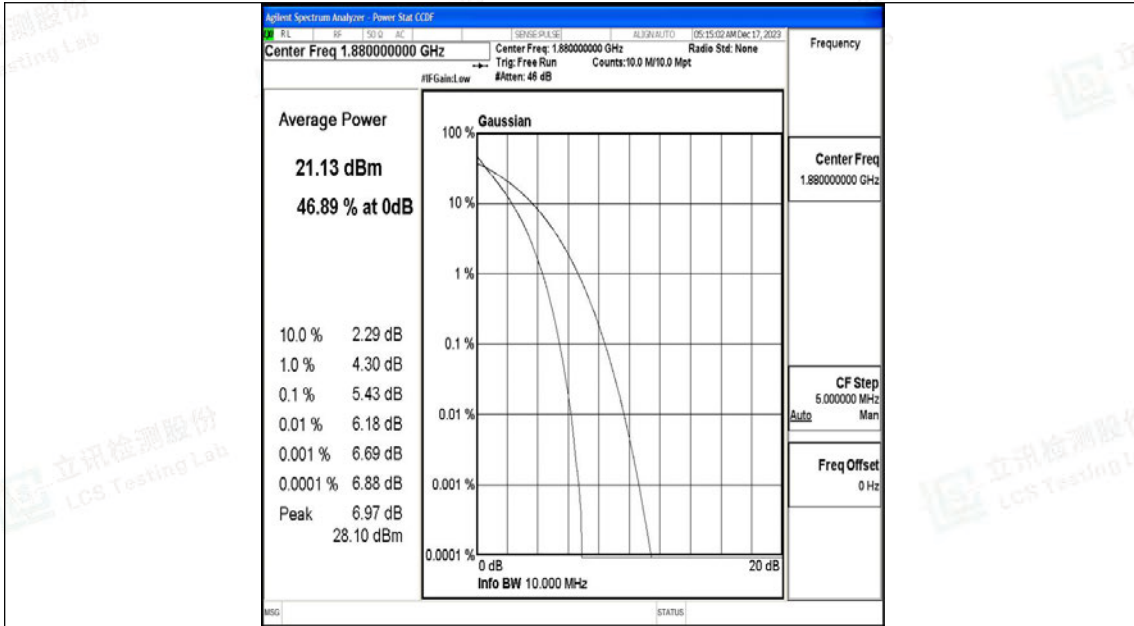 Agilent Spectrum Analyzer - Power Stat CCDF
RL RF 50 Ω AC SENSE:PULSE ALIGNAUTO 05:15:02 AM Dec 17, 2023
Center Freq 1.880000000 GHz
Center Freq: 1.880000000 GHz Radio Std: None
Trig: Free Run Counts:10.0 M/10.0 Mpt
#IFGain:Low #Atten: 46 dB
Frequency
Average Power
21.13 dBm
46.89 % at 0dB
10.0 % 2.29 dB
1.0 % 4.30 dB
0.1 % 5.43 dB
0.01 % 6.18 dB
0.001 % 6.69 dB
0.0001 % 6.88 dB
Peak 6.97 dB
28.10 dBm
Gaussian
100 %
10 %
1 %
0.1 %
0.01 %
0.001 %
0.0001 %
0 dB 20 dB
Info BW 10.000 MHz
Center Freq
1.880000000 GHz
CF Step
5.000000 MHz
Auto Man
Freq Offset
0 Hz
MSG STATUS
立讯检测股份
LCS Testing Lab
立讯检测股份